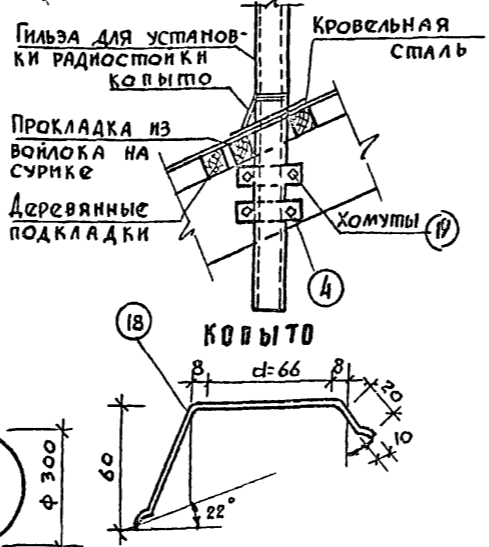 Гильза для установ-
ки радиостойки
копыто
Кровельная
сталь
Прокладка из
войлока на
сурике
Деревянные
подкладки
Хомуты 19
4
18
КОПЫТО
8 d=66 8
20
10
60
22°
ф 300